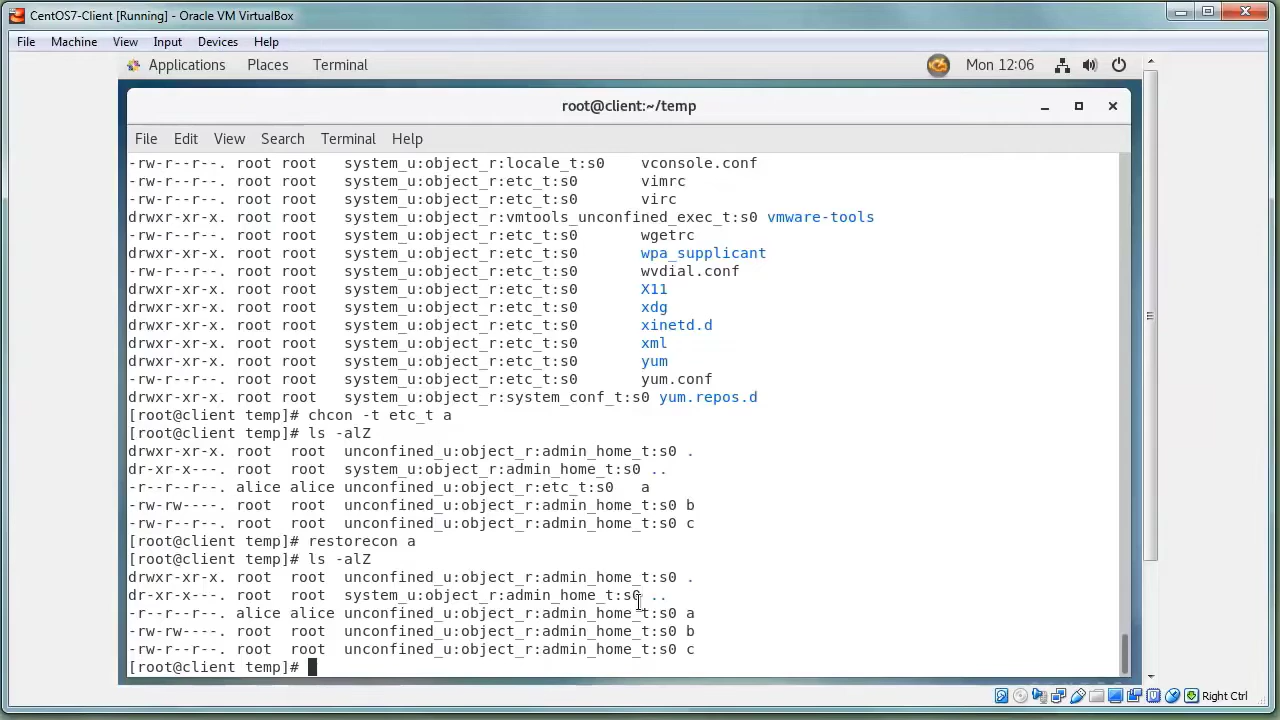 CentOS7-Client [Running] - Oracle VM VirtualBox
File Machine View Input Devices Help
Applications Places Terminal Mon 12:06
root@client:~/temp
File Edit View Search Terminal Help
-rw-r--r--. root root   system_u:object_r:locale_t:s0    vconsole.conf
-rw-r--r--. root root   system_u:object_r:etc_t:s0       vimrc
-rw-r--r--. root root   system_u:object_r:etc_t:s0       virc
drwxr-xr-x. root root   system_u:object_r:vmtools_unconfined_exec_t:s0 vmware-tools
-rw-r--r--. root root   system_u:object_r:etc_t:s0       wgetrc
drwxr-xr-x. root root   system_u:object_r:etc_t:s0       wpa_supplicant
-rw-r--r--. root root   system_u:object_r:etc_t:s0       wvdial.conf
drwxr-xr-x. root root   system_u:object_r:etc_t:s0       X11
drwxr-xr-x. root root   system_u:object_r:etc_t:s0       xdg
drwxr-xr-x. root root   system_u:object_r:etc_t:s0       xinetd.d
drwxr-xr-x. root root   system_u:object_r:etc_t:s0       xml
drwxr-xr-x. root root   system_u:object_r:etc_t:s0       yum
-rw-r--r--. root root   system_u:object_r:etc_t:s0       yum.conf
drwxr-xr-x. root root   system_u:object_r:system_conf_t:s0 yum.repos.d
[root@client temp]# chcon -t etc_t a
[root@client temp]# ls -alZ
drwxr-xr-x. root  root  unconfined_u:object_r:admin_home_t:s0 .
dr-xr-x---. root  root  system_u:object_r:admin_home_t:s0 ..
-r--r--r--. alice alice unconfined_u:object_r:etc_t:s0   a
-rw-rw----. root  root  unconfined_u:object_r:admin_home_t:s0 b
-rw-r--r--. root  root  unconfined_u:object_r:admin_home_t:s0 c
[root@client temp]# restorecon a
[root@client temp]# ls -alZ
drwxr-xr-x. root  root  unconfined_u:object_r:admin_home_t:s0 .
dr-xr-x---. root  root  system_u:object_r:admin_home_t:s0 ..
-r--r--r--. alice alice unconfined_u:object_r:admin_home_t:s0 a
-rw-rw----. root  root  unconfined_u:object_r:admin_home_t:s0 b
-rw-r--r--. root  root  unconfined_u:object_r:admin_home_t:s0 c
[root@client temp]#
Right Ctrl